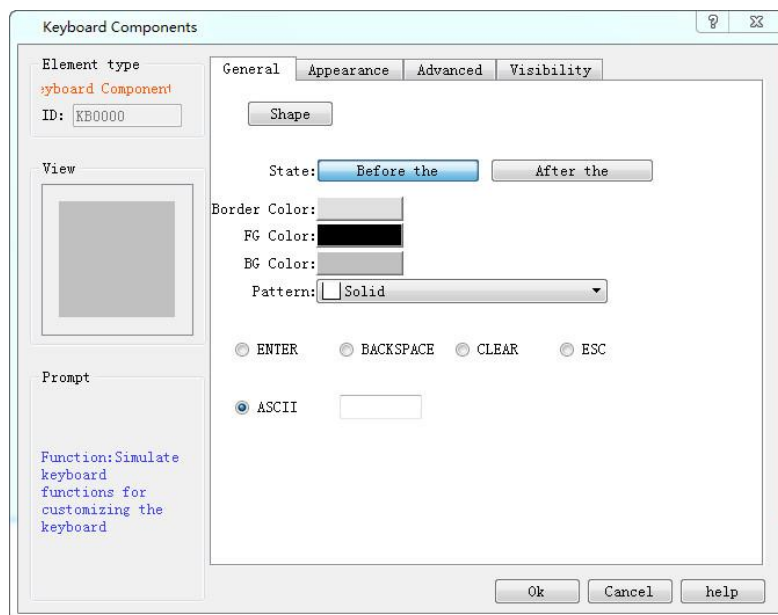 Keyboard Components
?
Element type
eyboard Component
ID: KB0000
View
Prompt
Function:Simulate
keyboard
functions for
customizing the
keyboard
General Appearance Advanced Visibility
Shape
State: Before the After the
Border Color:
FG Color:
BG Color:
Pattern: Solid
ENTER BACKSPACE CLEAR ESC
ASCII
Ok Cancel help